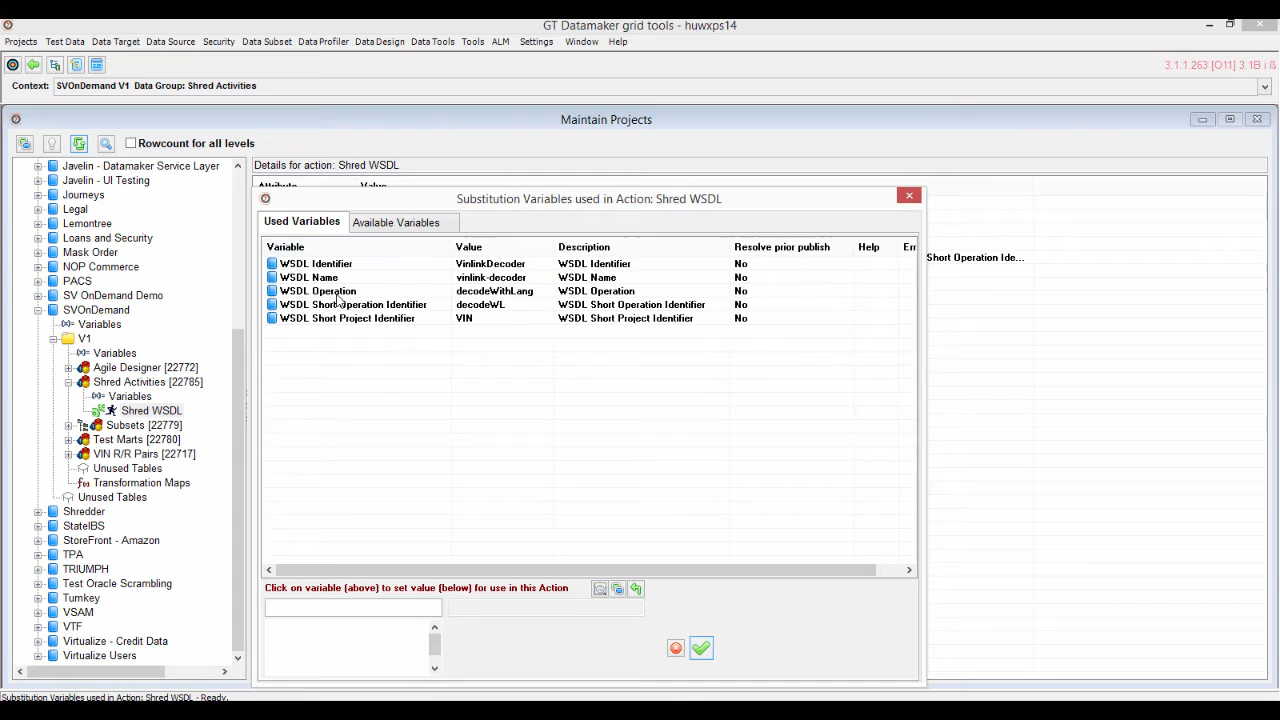 GT Datamaker grid tools - huwxps14
Projects Test Data Data Target Data Source Security Data Subset Data Profiler Data Design Data Tools Tools ALM Settings Window Help
3.1.1.263 [O11] 3.1B i ß
Context: SVOnDemand V1 Data Group: Shred Activities
Maintain Projects
Rowcount for all levels
Javelin - Datamaker Service Layer
Javelin - UI Testing
Journeys
Legal
Lemontree
Loans and Security
Mask Order
NOP Commerce
PACS
SV OnDemand Demo
SVOnDemand
Variables
V1
Variables
Agile Designer [22772]
Shred Activities [22785]
Variables
Shred WSDL
Subsets [22779]
Test Marts [22780]
VIN R/R Pairs [22717]
Unused Tables
Transformation Maps
Unused Tables
Shredder
StateIBS
StoreFront - Amazon
TPA
TRIUMPH
Test Oracle Scrambling
Turnkey
VSAM
VTF
Virtualize - Credit Data
Virtualize Users
Details for action: Shred WSDL
Attribute Value
Short Operation Ide...
Substitution Variables used in Action: Shred WSDL
Used Variables Available Variables
Variable Value Description Resolve prior publish Help Err
WSDL Identifier VinlinkDecoder WSDL Identifier No
WSDL Name vinlink-decoder WSDL Name No
WSDL Operation decodeWithLang WSDL Operation No
WSDL Short Operation Identifier decodeWL WSDL Short Operation Identifier No
WSDL Short Project Identifier VIN WSDL Short Project Identifier No
Click on variable (above) to set value (below) for use in this Action
Substitution Variables used in Action: Shred WSDL - Ready.